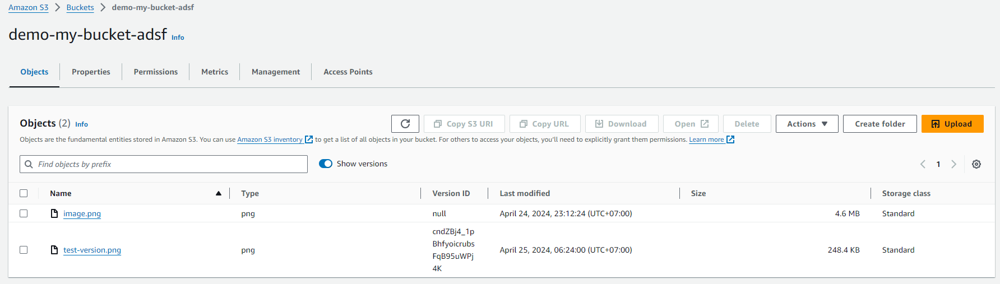 Amazon S3 > Buckets > demo-my-bucket-adsf
demo-my-bucket-adsf Info
Objects Properties Permissions Metrics Management Access Points
Objects (2) Info
Copy S3 URI Copy URL Download Open Delete Actions Create folder Upload
Objects are the fundamental entities stored in Amazon S3. You can use Amazon S3 inventory to get a list of all objects in your bucket. For others to access your objects, you'll need to explicitly grant them permissions. Learn more
Find objects by prefix Show versions 1
Name Type Version ID Last modified Size Storage class
image.png png null April 24, 2024, 23:12:24 (UTC+07:00) 4.6 MB Standard
test-version.png png cndZBj4_1p
Bhfyoicrubs
FqB95uWPj
4K April 25, 2024, 06:24:00 (UTC+07:00) 248.4 KB Standard